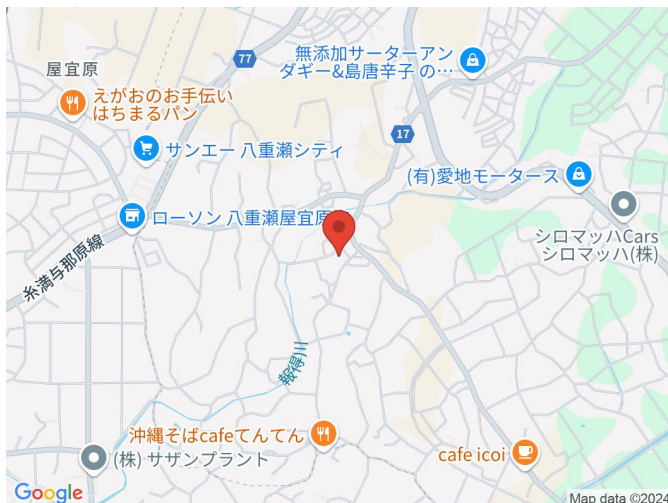 無添加サーターアン
ダギー&島唐辛子 の…
77
屋宜原
えがおのお手伝い
はちまるパン
17
サンエー 八重瀬シティ
(有)愛地モータース
ローソン 八重瀬屋宜原
シロマッハCars
シロマッハ(株)
糸満与那原線
報得川
沖縄そばcafeてんてん
cafe icoi
(株) サザンプラント
Google
Map data ©2024